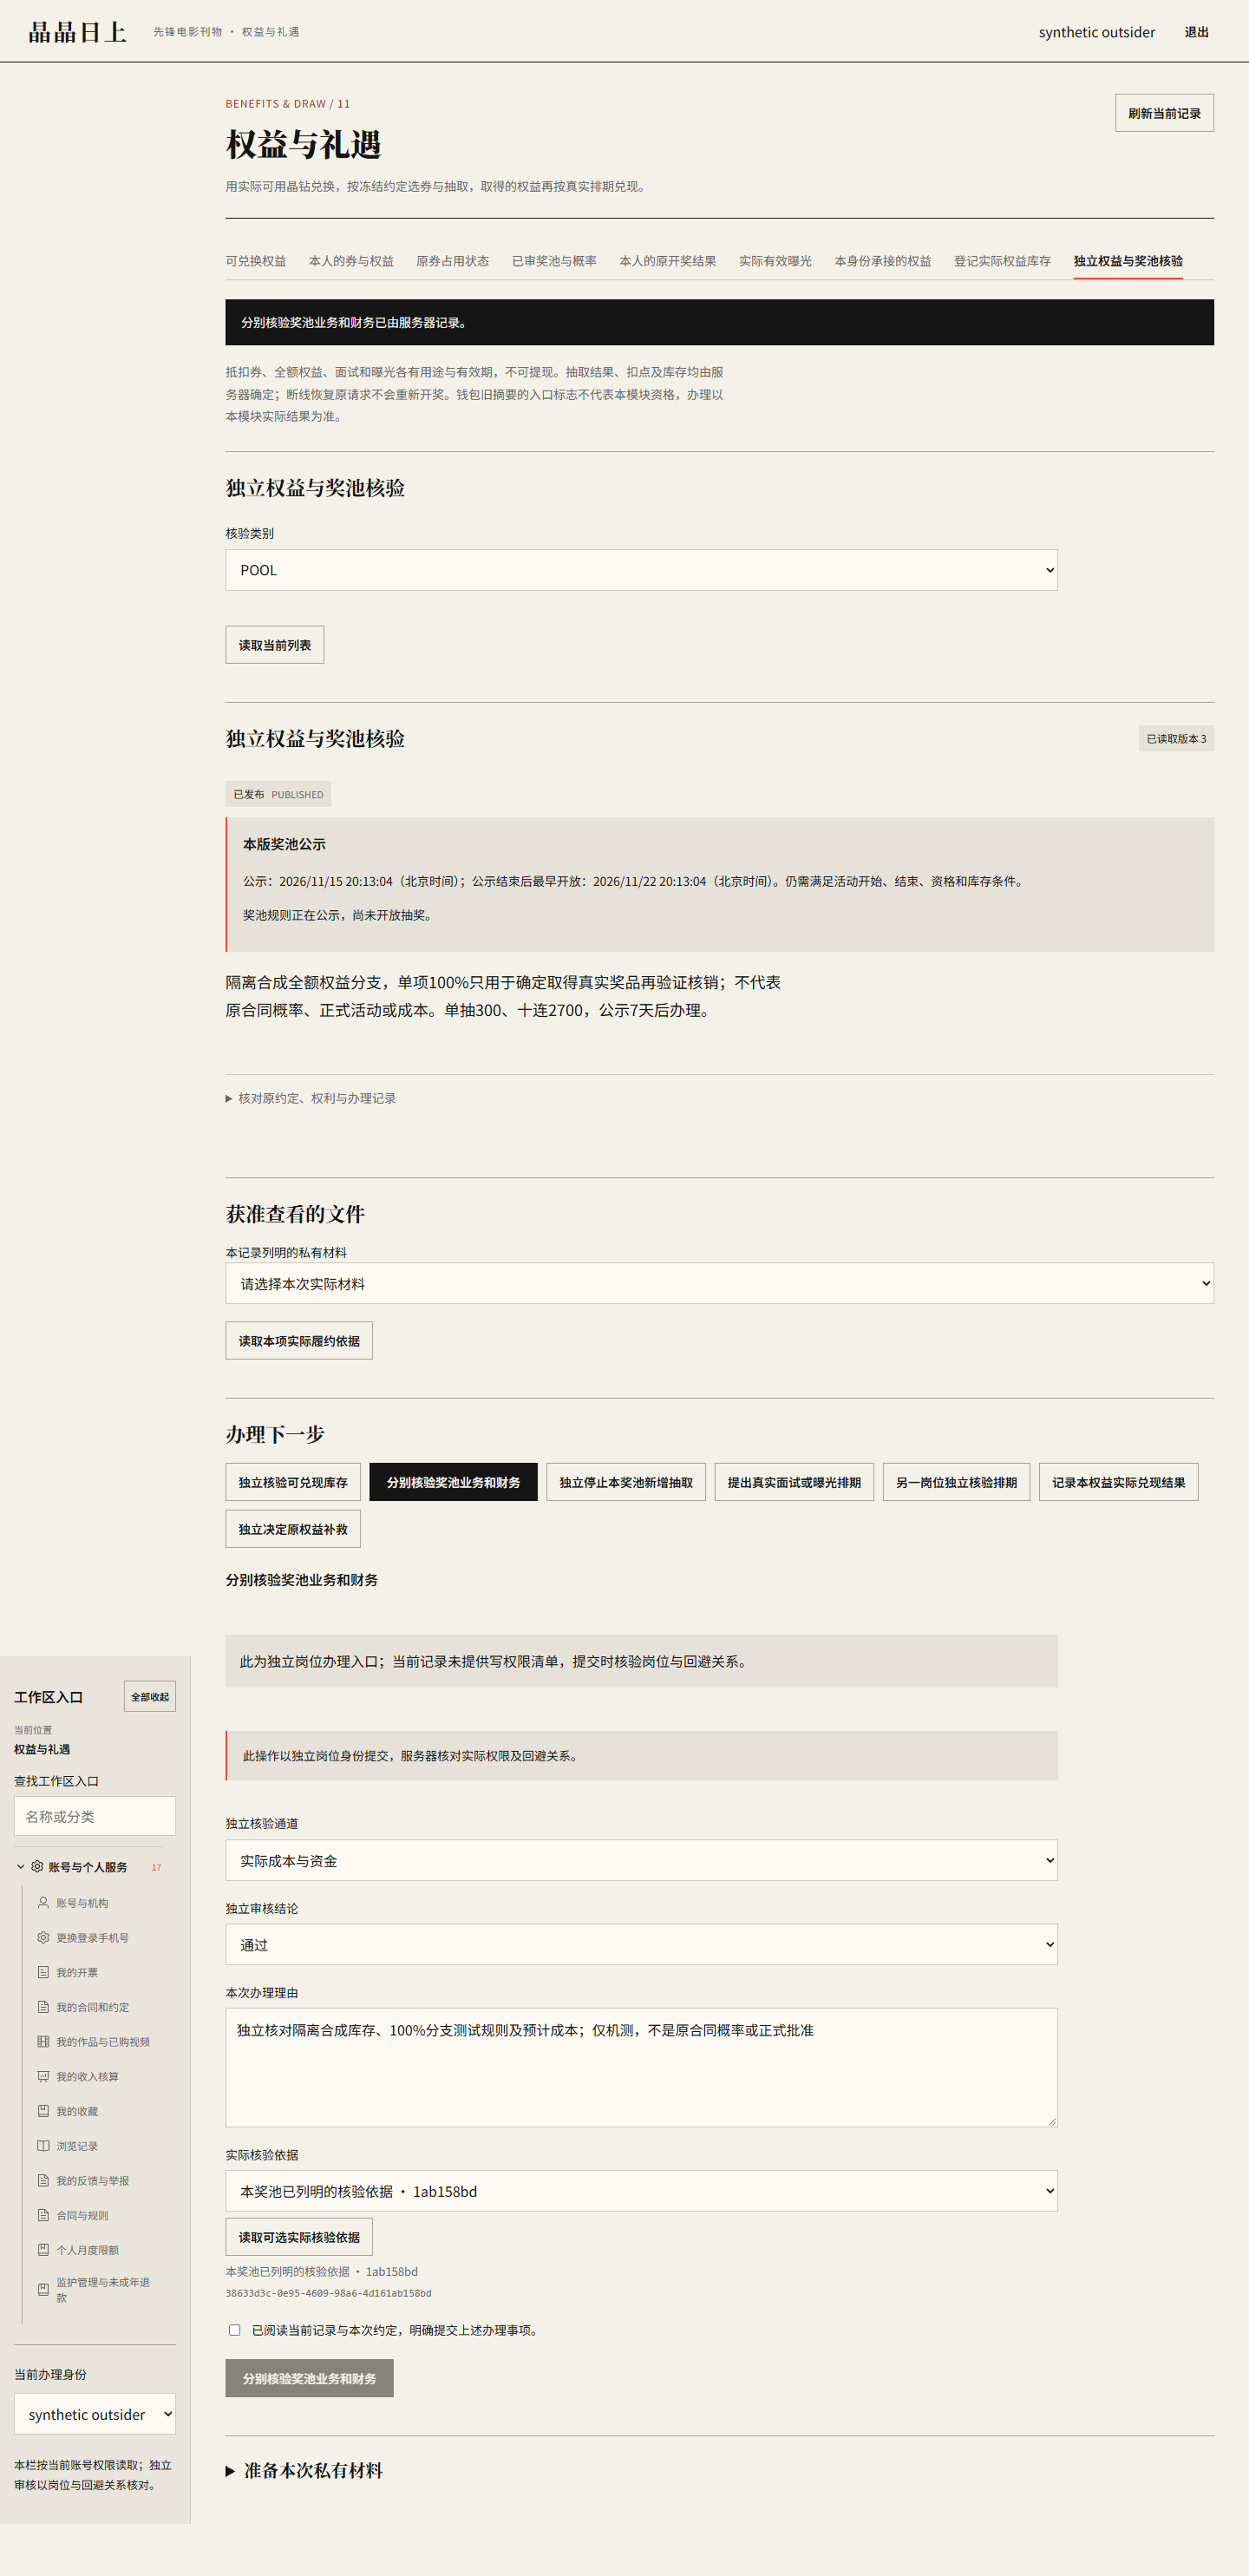 晶晶日上
先锋电影刊物 · 权益与礼遇
synthetic outsider
退出
BENEFITS & DRAW / 11
刷新当前记录
权益与礼遇
用实际可用晶钻兑换，按冻结约定选券与抽取，取得的权益再按真实排期兑现。
可兑换权益
本人的券与权益
原券占用状态
已审奖池与概率
本人的原开奖结果
实际有效曝光
本身份承接的权益
登记实际权益库存
独立权益与奖池核验
分别核验奖池业务和财务已由服务器记录。
抵扣券、全额权益、面试和曝光各有用途与有效期，不可提现。抽取结果、扣点及库存均由服
务器确定；断线恢复原请求不会重新开奖。钱包旧摘要的入口标志不代表本模块资格，办理以
本模块实际结果为准。
独立权益与奖池核验
核验类别
POOL
读取当前列表
独立权益与奖池核验
已读取版本 3
已发布 PUBLISHED
本版奖池公示
公示：2026/11/15 20:13:04（北京时间）；公示结束后最早开放：2026/11/22 20:13:04（北京时间）。仍需满足活动开始、结束、资格和库存条件。
奖池规则正在公示，尚未开放抽奖。
隔离合成全额权益分支，单项100%只用于确定取得真实奖品再验证核销；不代表
原合同概率、正式活动或成本。单抽300、十连2700，公示7天后办理。
核对原约定、权利与办理记录
获准查看的文件
本记录列明的私有材料
请选择本次实际材料
读取本项实际履约依据
办理下一步
独立核验可兑现库存
分别核验奖池业务和财务
独立停止本奖池新增抽取
提出真实面试或曝光排期
另一岗位独立核验排期
记录本权益实际兑现结果
独立决定原权益补救
分别核验奖池业务和财务
此为独立岗位办理入口；当前记录未提供写权限清单，提交时核验岗位与回避关系。
此操作以独立岗位身份提交，服务器核对实际权限及回避关系。
独立核验通道
实际成本与资金
独立审核结论
通过
本次办理理由
独立核对隔离合成库存、100%分支测试规则及预计成本；仅机测，不是原合同概率或正式批准
实际核验依据
本奖池已列明的核验依据 · 1ab158bd
读取可选实际核验依据
本奖池已列明的核验依据 · 1ab158bd
38633d3c-0e95-4609-98a6-4d161ab158bd
已阅读当前记录与本次约定，明确提交上述办理事项。
分别核验奖池业务和财务
准备本次私有材料
工作区入口
全部收起
当前位置
权益与礼遇
查找工作区入口
名称或分类
账号与个人服务
17
账号与机构
更换登录手机号
我的开票
我的合同和约定
我的作品与已购视频
我的收入核算
我的收藏
浏览记录
我的反馈与举报
合同与规则
个人月度限额
监护管理与未成年退
款
当前办理身份
synthetic outsider
本栏按当前账号权限读取；独立
审核以岗位与回避关系核对。